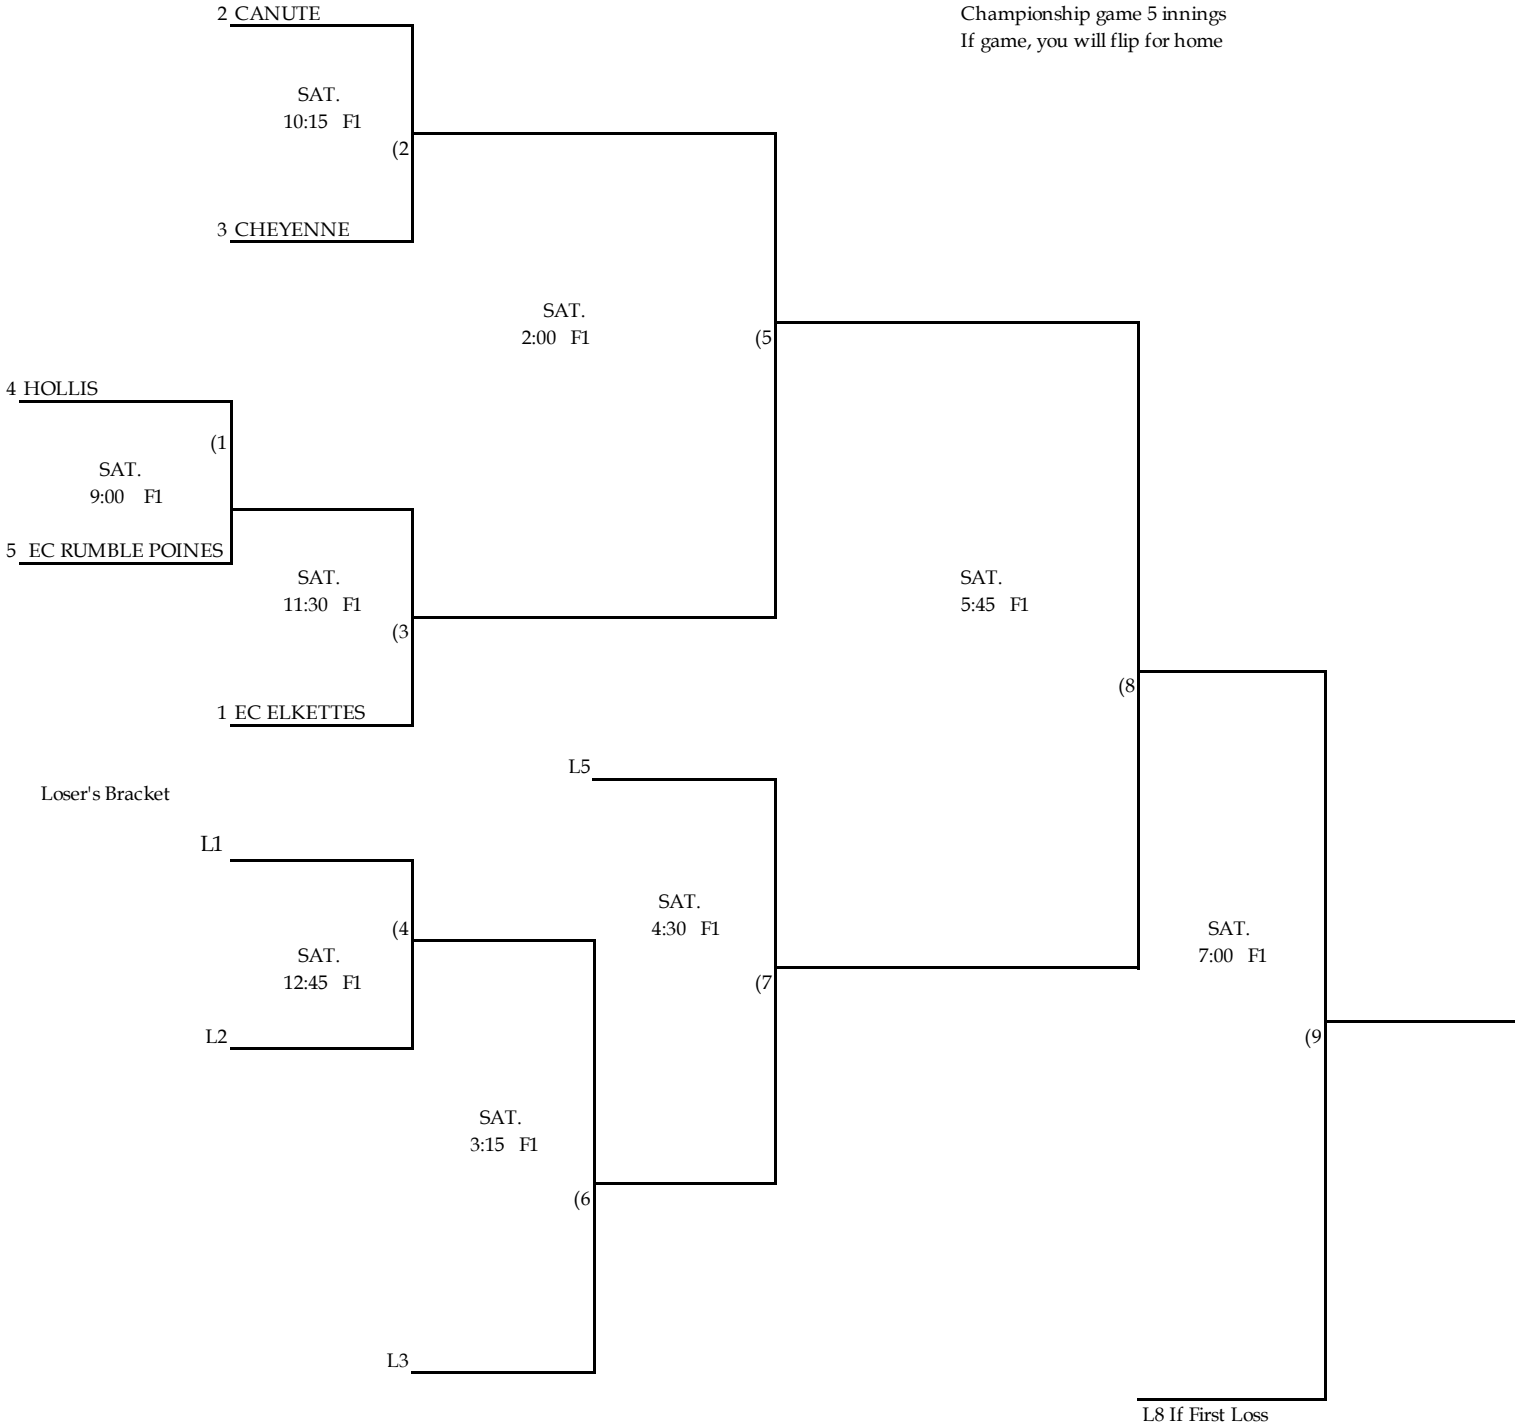 2 CANUTE
Championship game 5 innings
If game, you will flip for home
SAT.
10:15 F1
(2
3 CHEYENNE
SAT.
2:00 F1
(5
4 HOLLIS
(1
SAT.
9:00 F1
5 EC RUMBLE POINES
SAT.
11:30 F1
(3
SAT.
5:45 F1
(8
1 EC ELKETTES
L5
Loser's Bracket
L1
SAT.
4:30 F1
(4
SAT.
12:45 F1
SAT.
7:00 F1
(7
L2
(9
SAT.
3:15 F1
(6
L3
L8 If First Loss